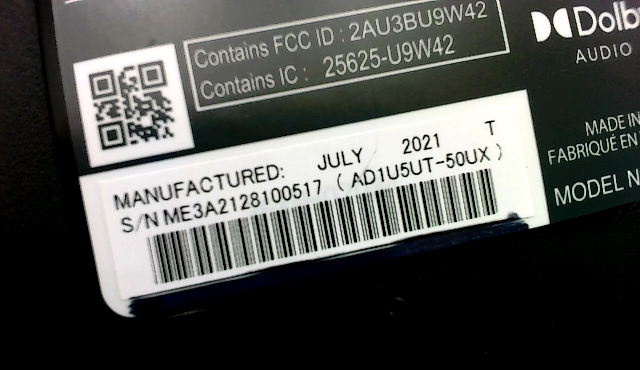 Contains FCC ID : 2AU3BU9W42
Contains IC : 25625-U9W42
Dolby
AUDIO
MADE IN
FABRIQUÉ EN
MODEL N
MANUFACTURED: JULY 2021 T
S/N ME3A2128100517 ( AD1U5UT-50UX )